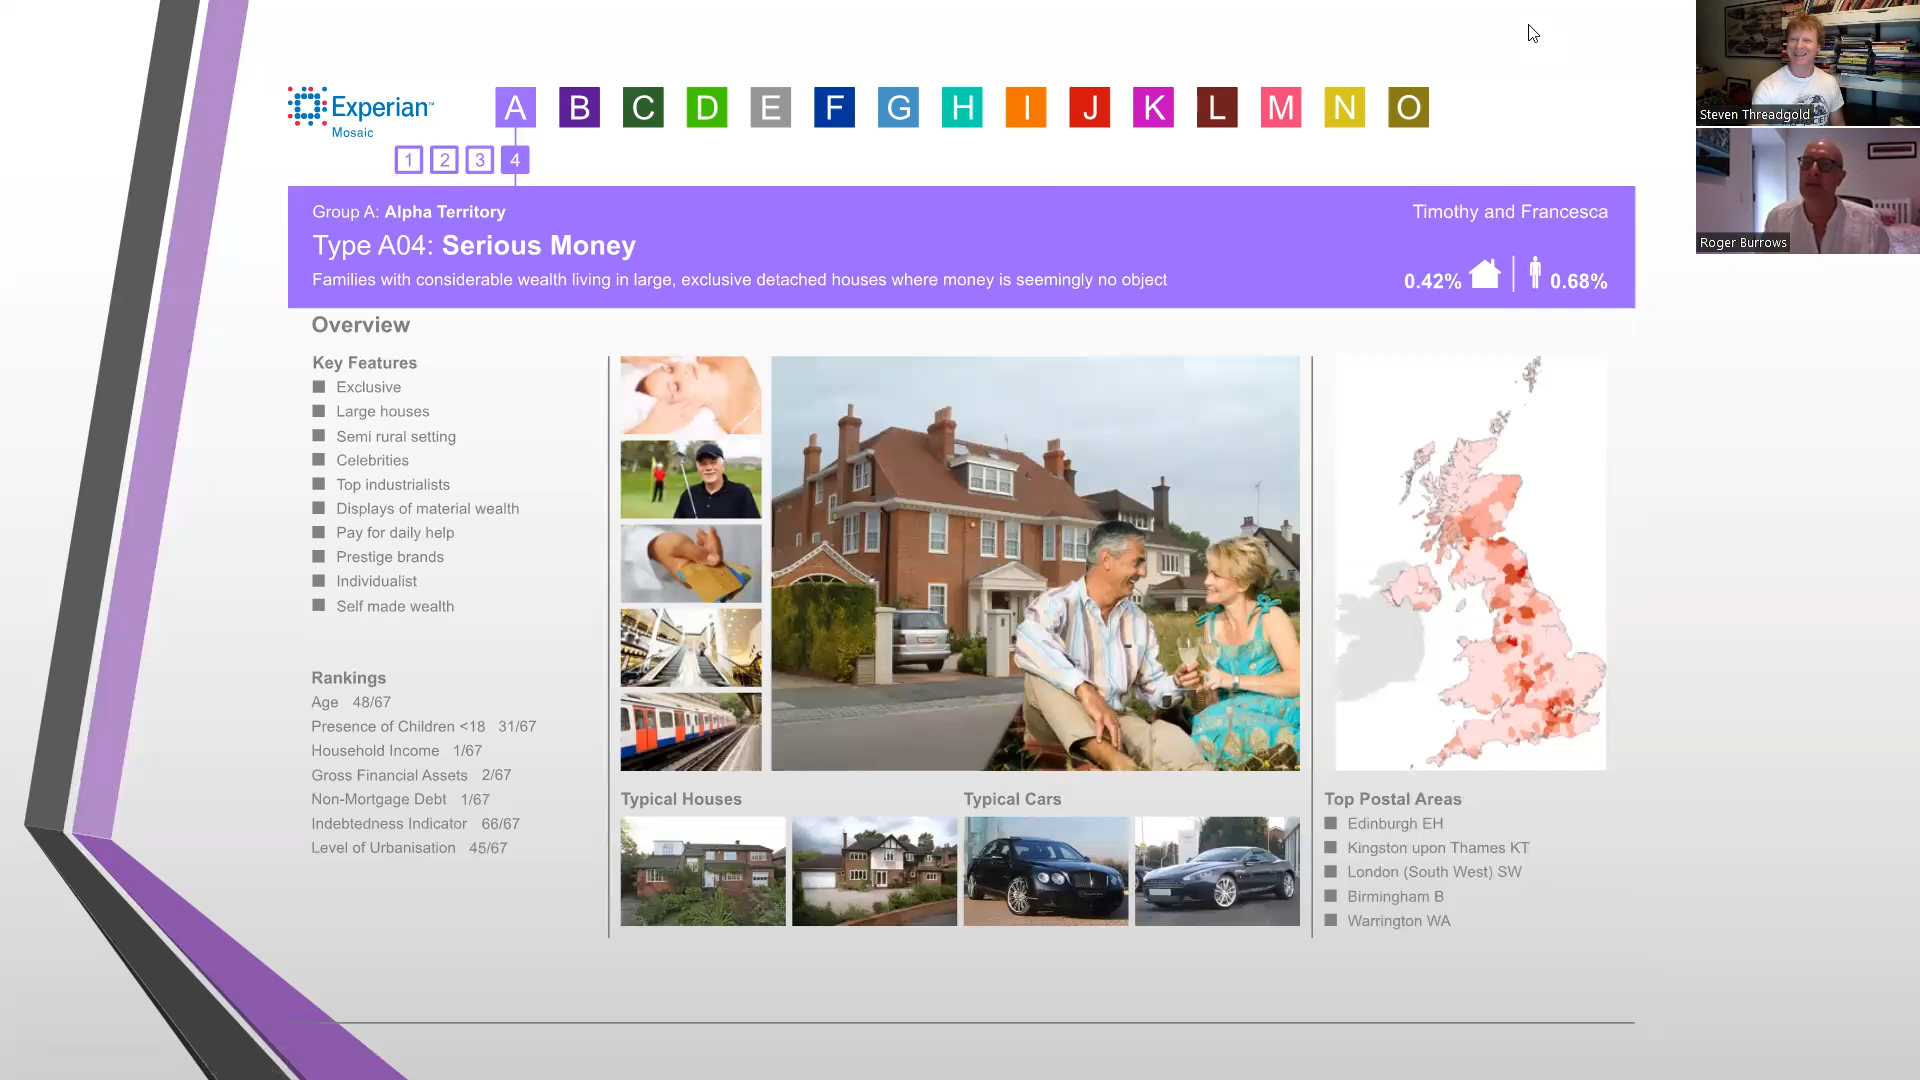 Experian™
Mosaic
A B C D E F G H I J K L M N O
1 2 3 4
Group A: Alpha Territory
Timothy and Francesca
Type A04: Serious Money
Families with considerable wealth living in large, exclusive detached houses where money is seemingly no object
0.42% 0.68%
Overview
Key Features
Exclusive
Large houses
Semi rural setting
Celebrities
Top industrialists
Displays of material wealth
Pay for daily help
Prestige brands
Individualist
Self made wealth
Rankings
Age 48/67
Presence of Children <18 31/67
Household Income 1/67
Gross Financial Assets 2/67
Non-Mortgage Debt 1/67
Indebtedness Indicator 66/67
Level of Urbanisation 45/67
Typical Houses
Typical Cars
Top Postal Areas
Edinburgh EH
Kingston upon Thames KT
London (South West) SW
Birmingham B
Warrington WA
Steven Threadgold
Roger Burrows